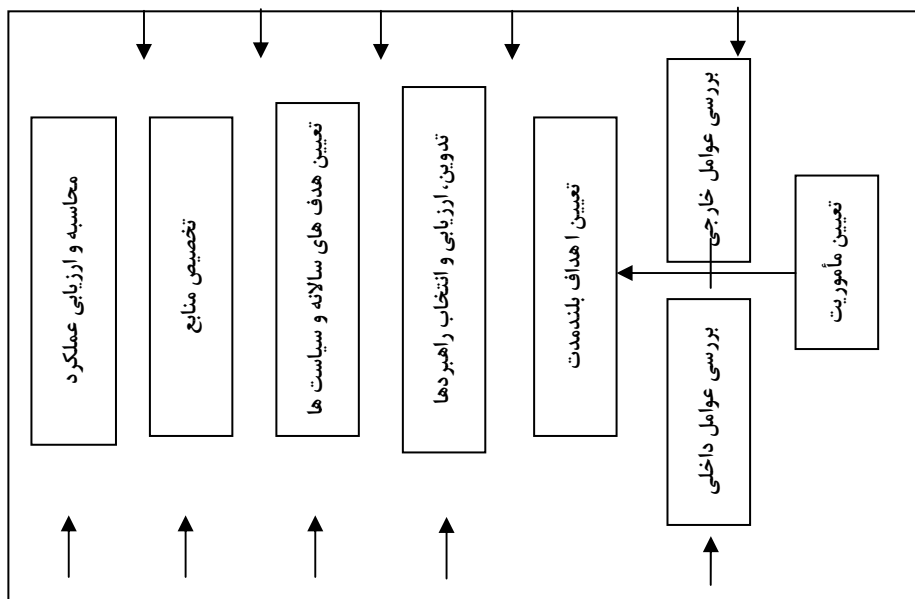 تعیین مأموریت
بررسی عوامل خارجی
بررسی عوامل داخلی
تعیین اهداف بلندمدت
تدوین، ارزیابی و انتخاب راهبردها
تعیین هدف های سالانه و سیاست ها
تخصیص منابع
محاسبه و ارزیابی عملکرد